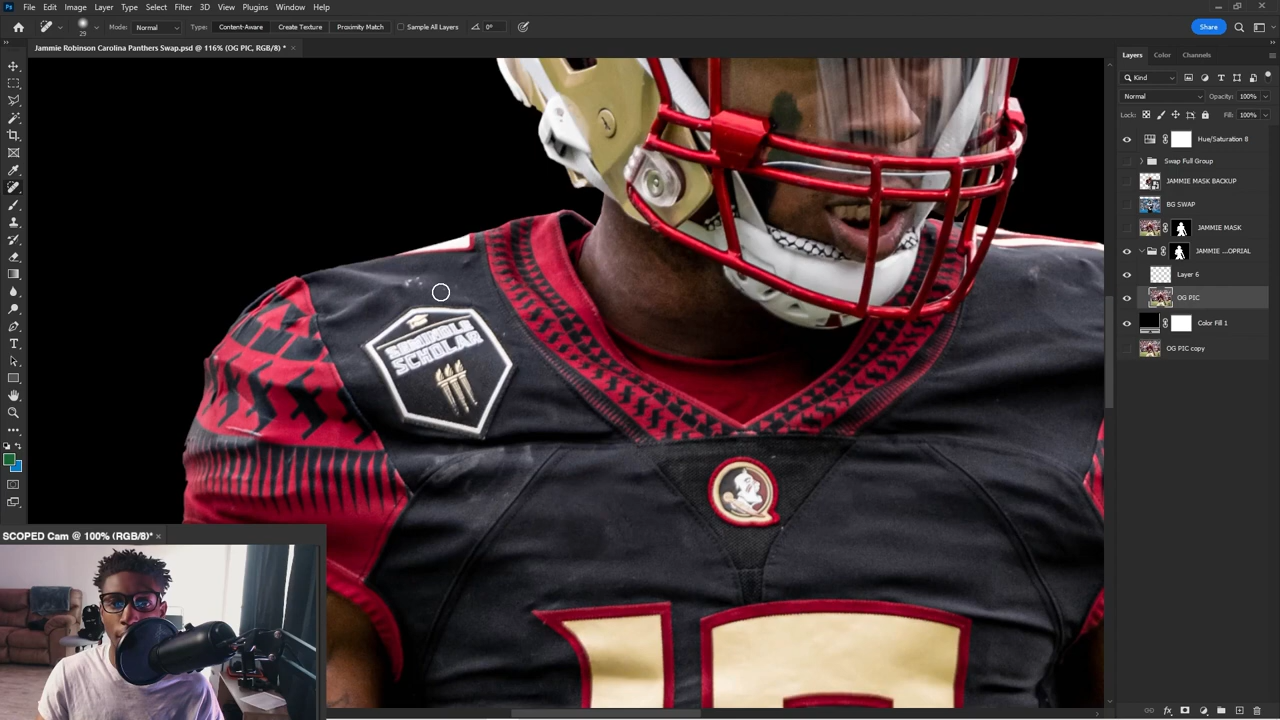 Ps File Edit Image Layer Type Select Filter 3D View Plugins Window Help
29 Mode: Normal Type: Content-Aware Create Texture Proximity Match Sample All Layers 0° Share
Jammie Robinson Carolina Panthers Swap.psd @ 116% (OG PIC, RGB/8) * ×
Layers Color Channels
Kind
Normal Opacity: 100%
Lock: Fill: 100%
Hue/Saturation 8
Swap Full Group
JAMMIE MASK BACKUP
BG SWAP
JAMMIE MASK
JAMMIE ...OPRIAL
Layer 6
OG PIC
Color Fill 1
OG PIC copy
SEMINOLE
SCHOLAR
SCOPED Cam @ 100% (RGB/8)* ×